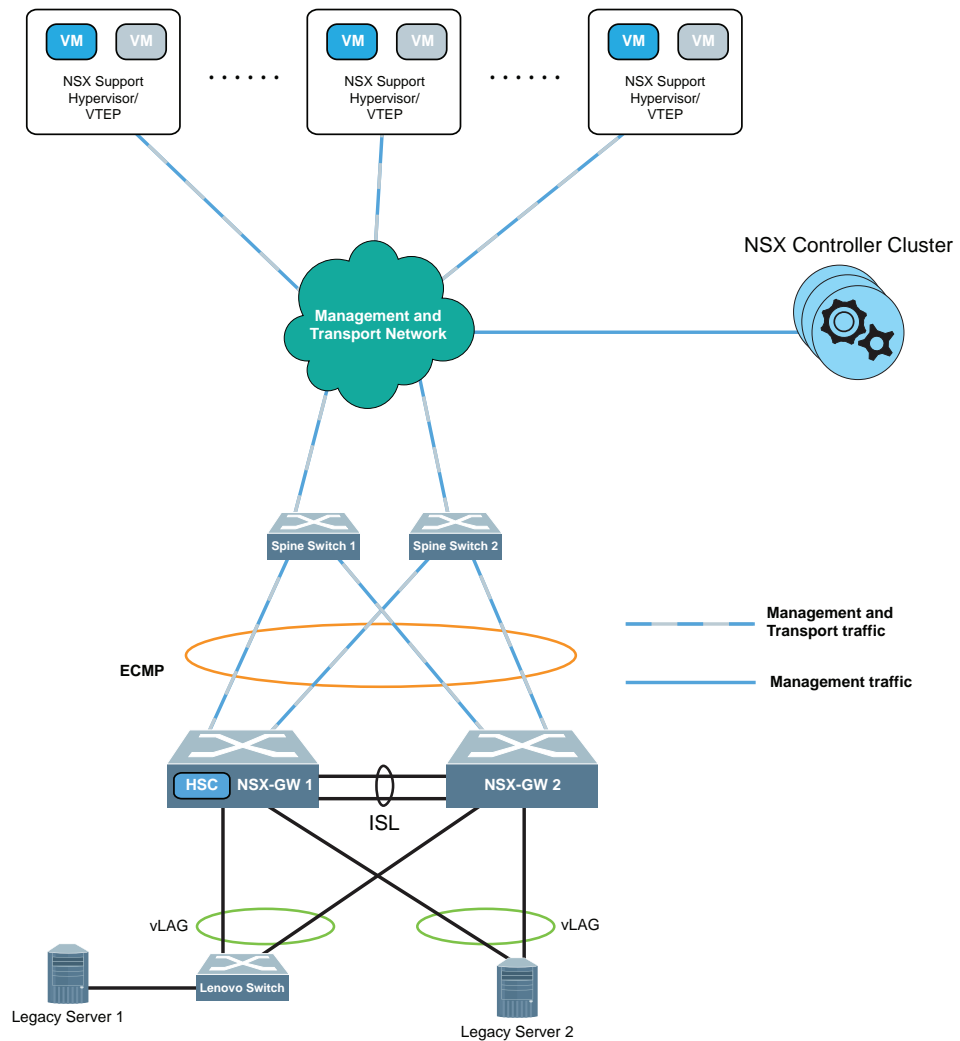 VM VM VM VM VM VM
NSX Support
Hypervisor/
VTEP
NSX Support
Hypervisor/
VTEP
NSX Support
Hypervisor/
VTEP
NSX Controller Cluster
Management and
Transport Network
Spine Switch 1
Spine Switch 2
Management and
Transport traffic
ECMP
Management traffic
HSC NSX-GW 1
NSX-GW 2
ISL
vLAG
vLAG
Lenovo Switch
Legacy Server 1
Legacy Server 2